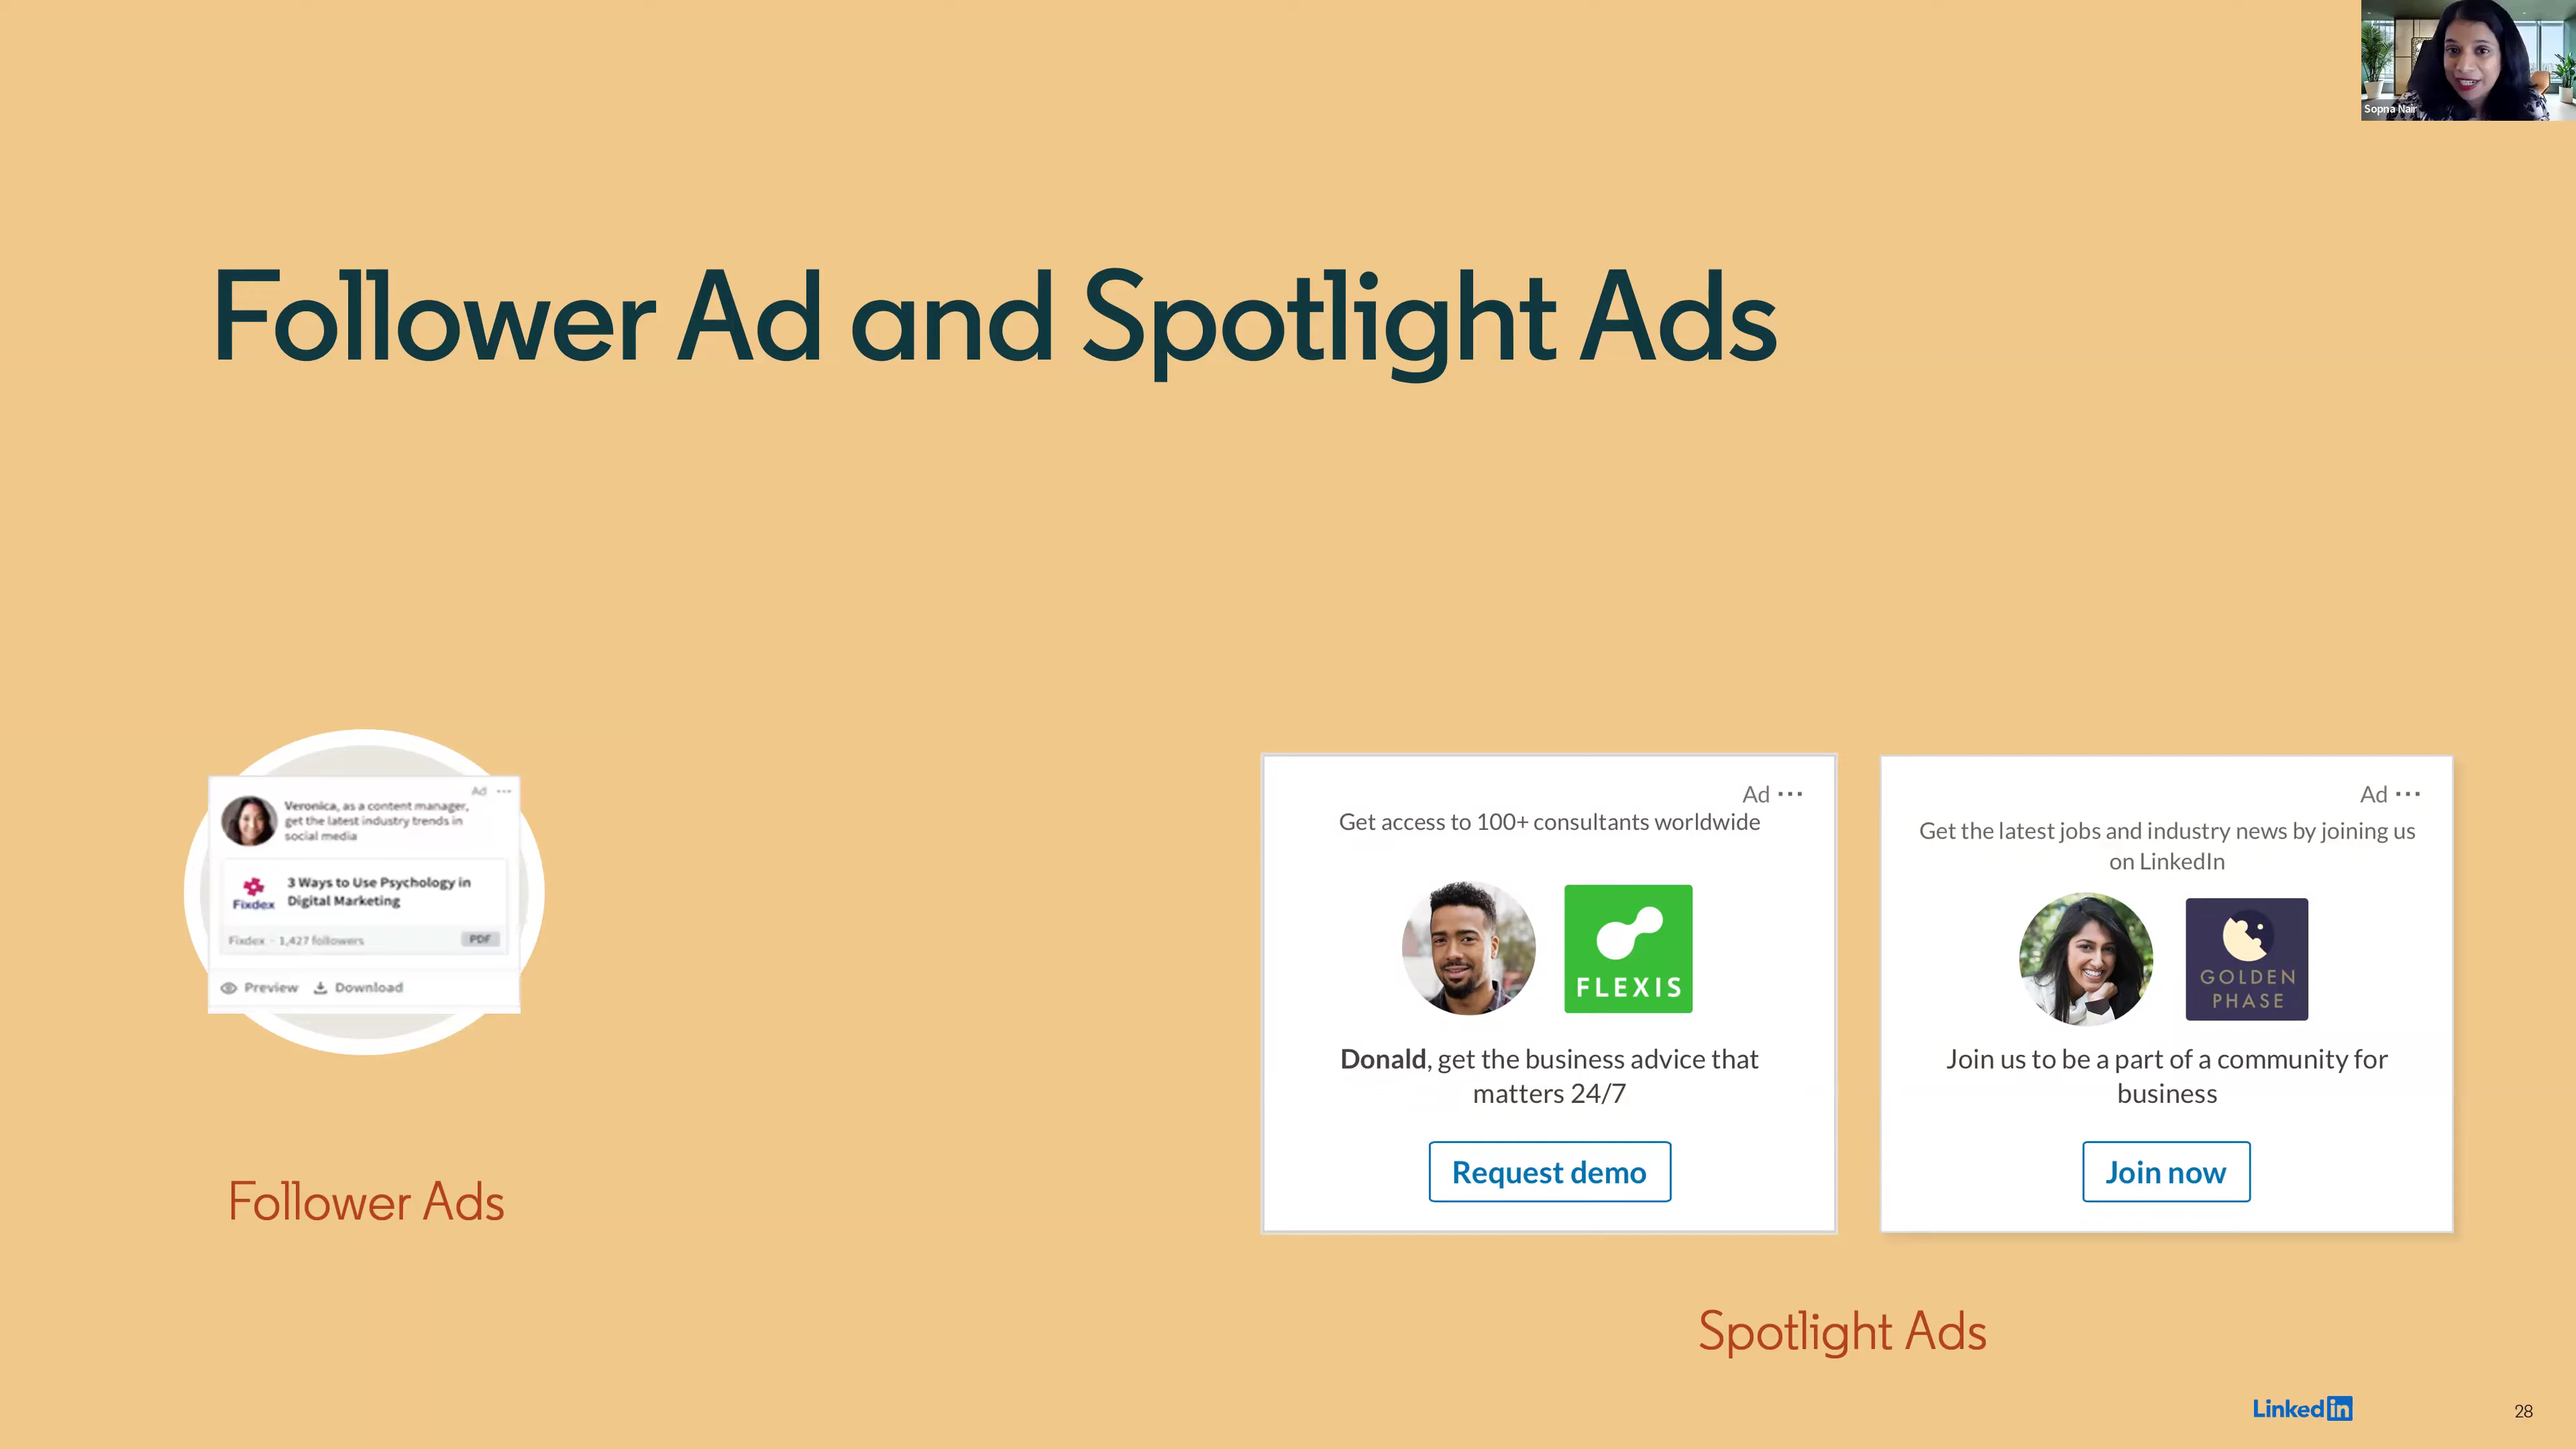 Sopna Nair
Follower Ad and Spotlight Ads
Ad ...
Veronica, as a content manager,
get the latest industry trends in
social media
Fixdex
3 Ways to Use Psychology in
Digital Marketing
Fixdex · 1,427 followers
PDF
Preview
Download
Follower Ads
Ad ...
Get access to 100+ consultants worldwide
FLEXIS
Donald, get the business advice that
matters 24/7
Request demo
Ad ...
Get the latest jobs and industry news by joining us
on LinkedIn
GOLDEN
PHASE
Join us to be a part of a community for
business
Join now
Spotlight Ads
LinkedIn
28